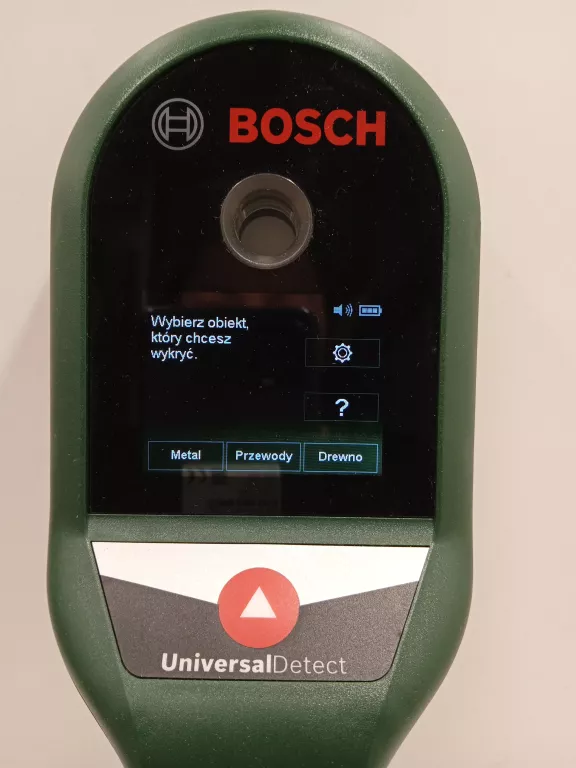 BOSCH
Wybierz obiekt,
który chcesz
wykryć.
?
Metal Przewody Drewno
UniversalDetect